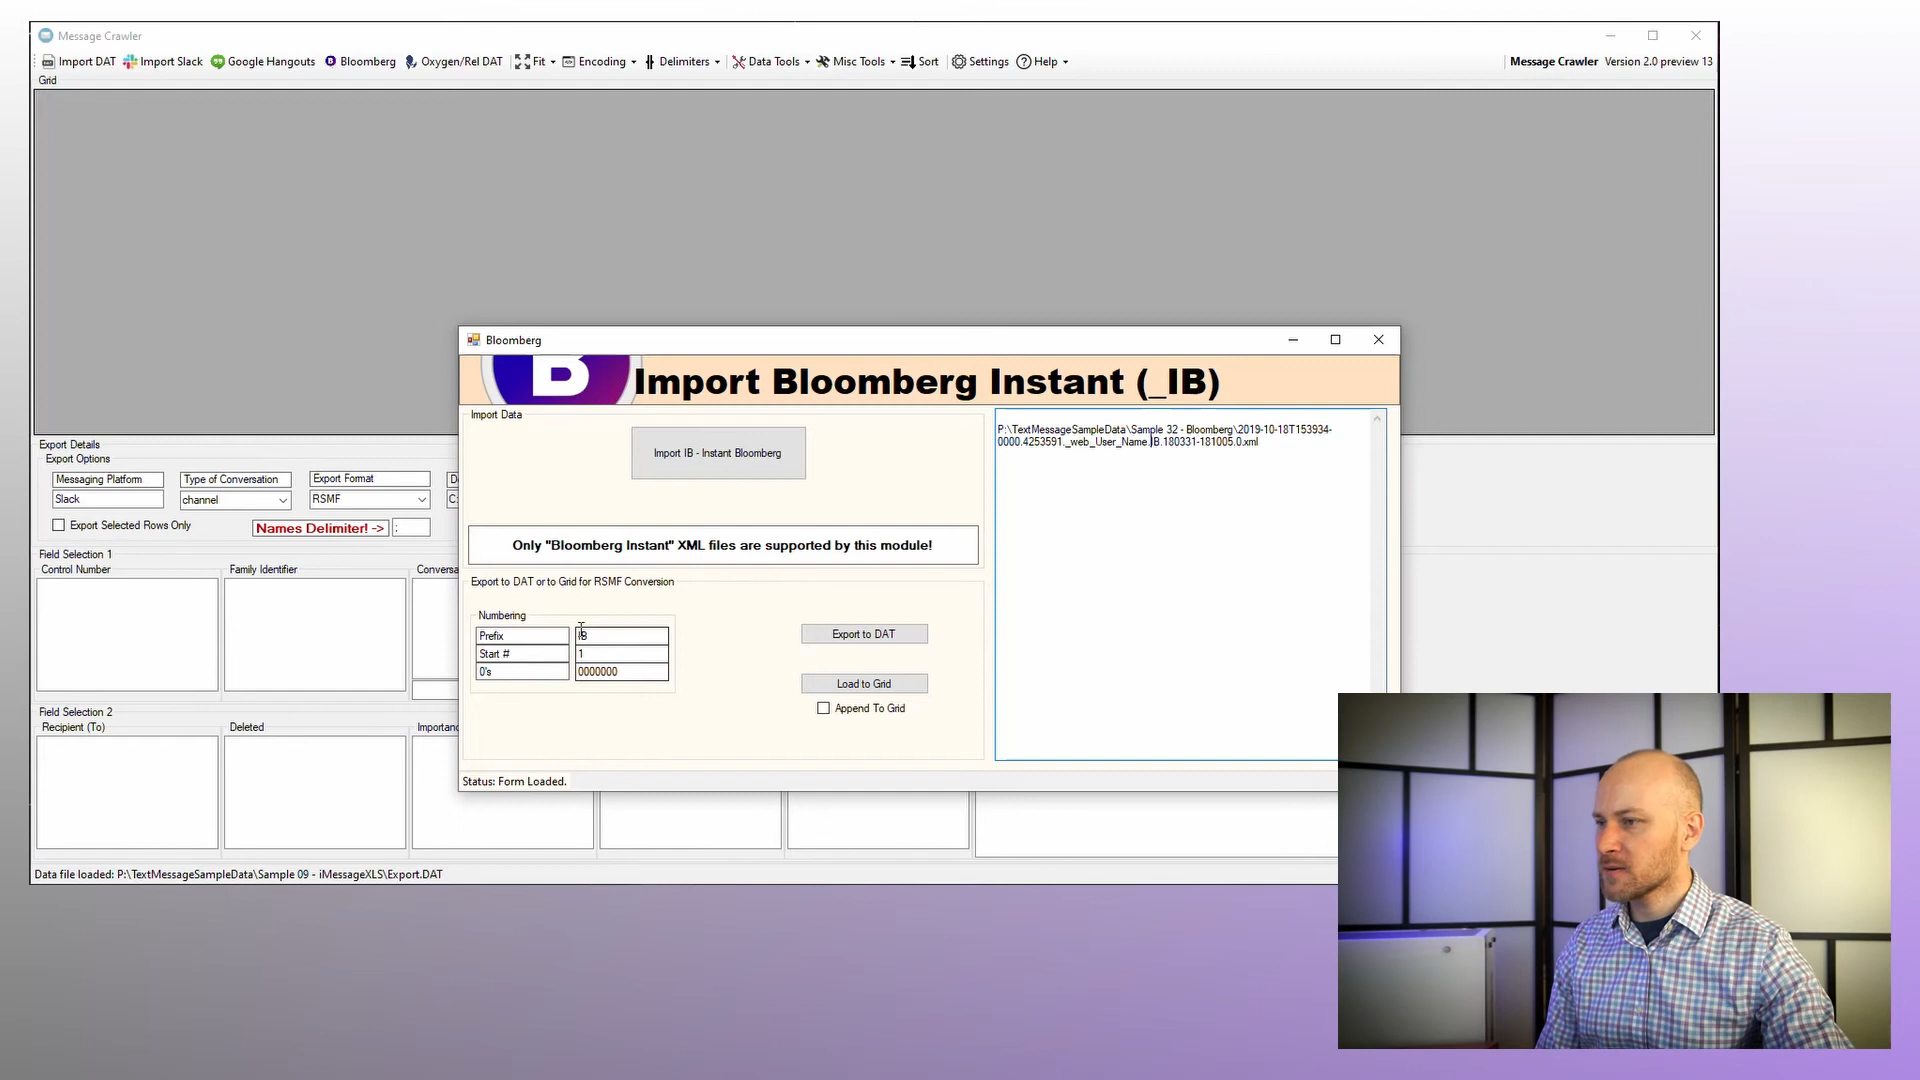 Message Crawler
Import DAT Import Slack Google Hangouts Bloomberg Oxygen/Rel DAT Fit Encoding Delimiters Data Tools Misc Tools Sort Settings Help Message Crawler Version 2.0 preview 13
Grid
Bloomberg
B Import Bloomberg Instant (_IB)
Import Data
Import IB - Instant Bloomberg
P:\TextMessageSampleData\Sample 32 - Bloomberg\2019-10-18T153934-
0000.4253591._web_User_Name.IB.180331-181005.0.xml
Only "Bloomberg Instant" XML files are supported by this module!
Export to DAT or to Grid for RSMF Conversion
Numbering
Prefix IB
Start # 1
0's 0000000
Export to DAT
Load to Grid
Append To Grid
Status: Form Loaded.
Export Details
Export Options
Messaging Platform Type of Conversation Export Format
Slack channel RSMF C:
Export Selected Rows Only Names Delimiter! -> :
Field Selection 1
Control Number Family Identifier Conversa
Field Selection 2
Recipient (To) Deleted Importanc
Data file loaded: P:\TextMessageSampleData\Sample 09 - iMessageXLS\Export.DAT